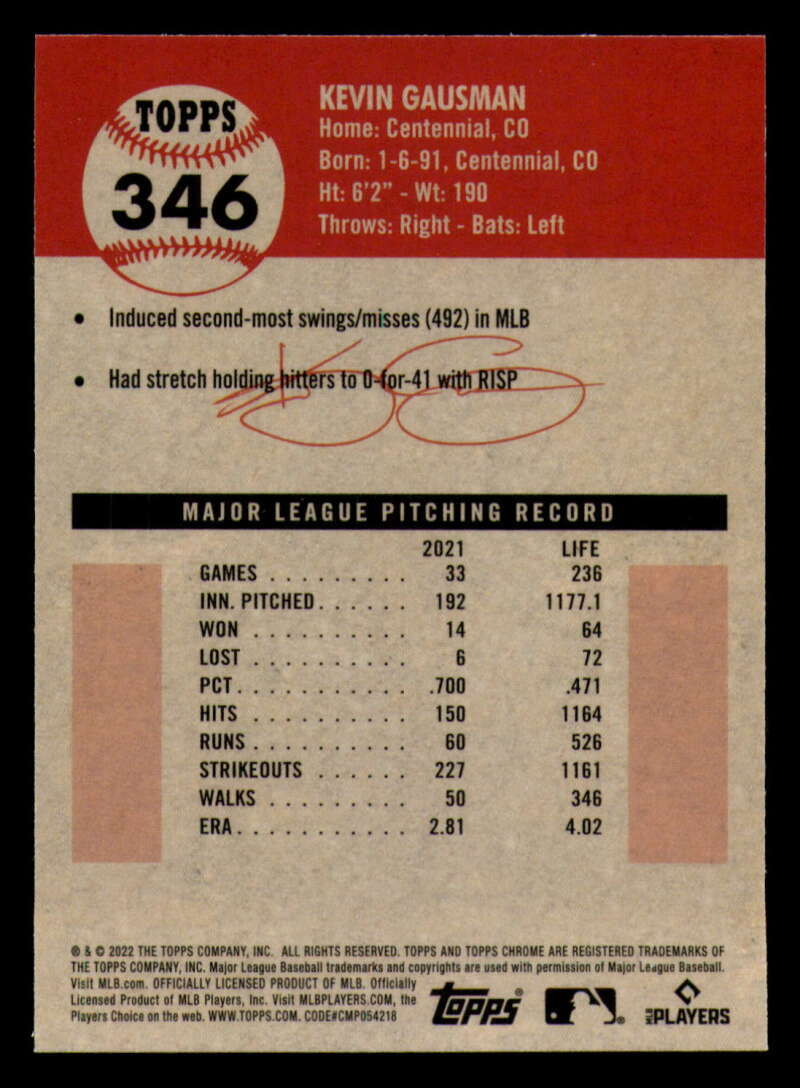 TOPPS
346
KEVIN GAUSMAN
Home: Centennial, CO
Born: 1-6-91, Centennial, CO
Ht: 6'2" - Wt: 190
Throws: Right - Bats: Left
• Induced second-most swings/misses (492) in MLB
• Had stretch holding hitters to 0-for-41 with RISP
MAJOR LEAGUE PITCHING RECORD
2021 LIFE
GAMES . . . . . . . . . 33 236
INN. PITCHED . . . . . . 192 1177.1
WON . . . . . . . . . . 14 64
LOST . . . . . . . . . . 6 72
PCT. . . . . . . . . . . .700 .471
HITS . . . . . . . . . . 150 1164
RUNS . . . . . . . . . . 60 526
STRIKEOUTS . . . . . . 227 1161
WALKS . . . . . . . . . 50 346
ERA. . . . . . . . . . . 2.81 4.02
® & © 2022 THE TOPPS COMPANY, INC. ALL RIGHTS RESERVED. TOPPS AND TOPPS CHROME ARE REGISTERED TRADEMARKS OF
THE TOPPS COMPANY, INC. Major League Baseball trademarks and copyrights are used with permission of Major League Baseball.
Visit MLB.com. OFFICIALLY LICENSED PRODUCT OF MLB. Officially
Licensed Product of MLB Players, Inc. Visit MLBPLAYERS.COM, the
Players Choice on the web. WWW.TOPPS.COM. CODE#CMP054218
Topps®
MLB PLAYERS